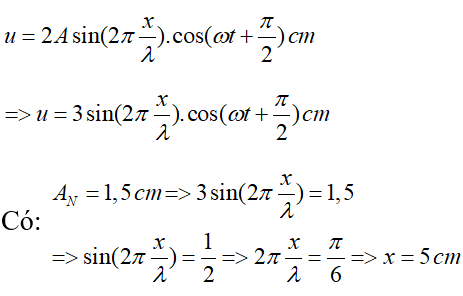 u = 2A sin(2π x/λ).cos(ωt + π/2) cm
=> u = 3 sin(2π x/λ).cos(ωt + π/2) cm
Có: A_N = 1,5 cm => 3 sin(2π x/λ) = 1,5
=> sin(2π x/λ) = 1/2 => 2π x/λ = π/6 => x = 5 cm